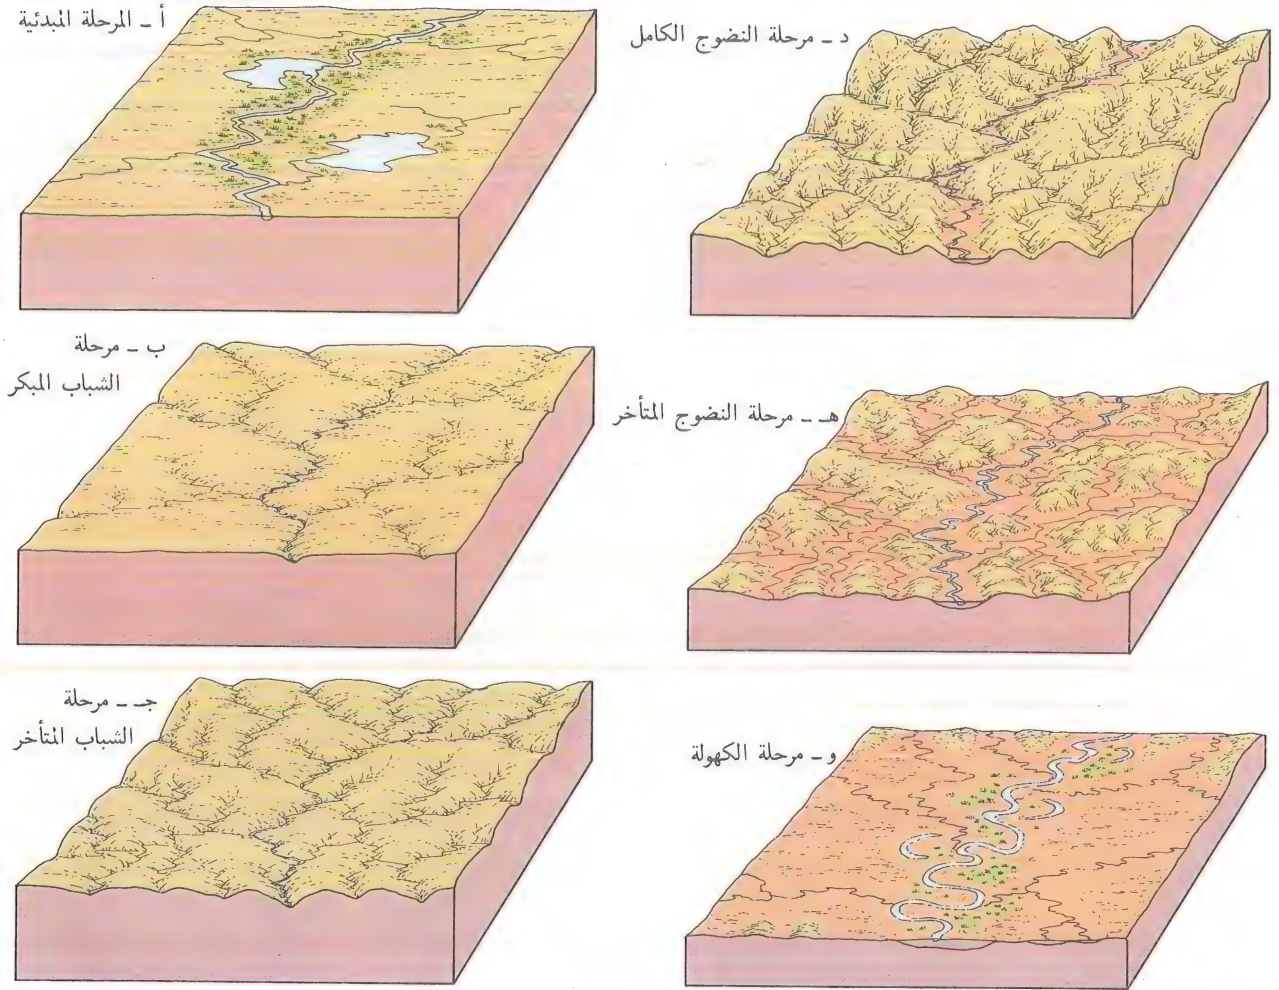 أ ـ المرحلة المبدئية
ب ـ مرحلة
الشباب المبكر
جـ ـ مرحلة
الشباب المتأخر
د ـ مرحلة النضوج الكامل
هـ ـ مرحلة النضوج المتأخر
و ـ مرحلة الكهولة